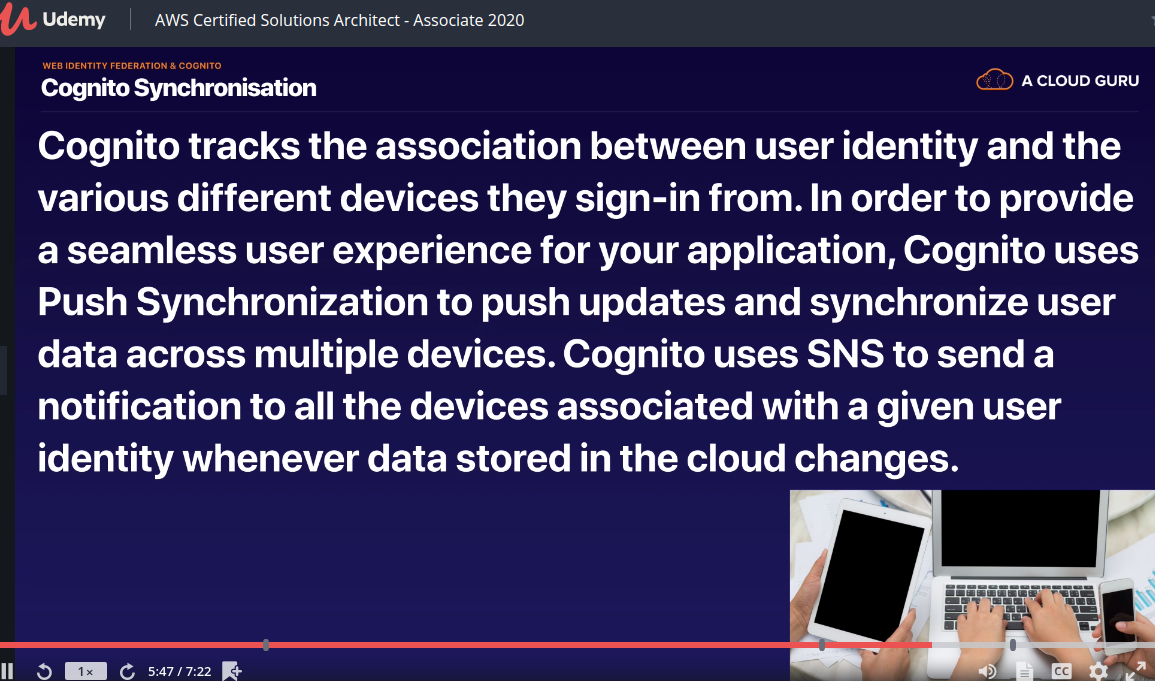 Udemy
AWS Certified Solutions Architect - Associate 2020
WEB IDENTITY FEDERATION & COGNITO
Cognito Synchronisation
A CLOUD GURU
Cognito tracks the association between user identity and the
various different devices they sign-in from. In order to provide
a seamless user experience for your application, Cognito uses
Push Synchronization to push updates and synchronize user
data across multiple devices. Cognito uses SNS to send a
notification to all the devices associated with a given user
identity whenever data stored in the cloud changes.
1×
5:47 / 7:22
CC